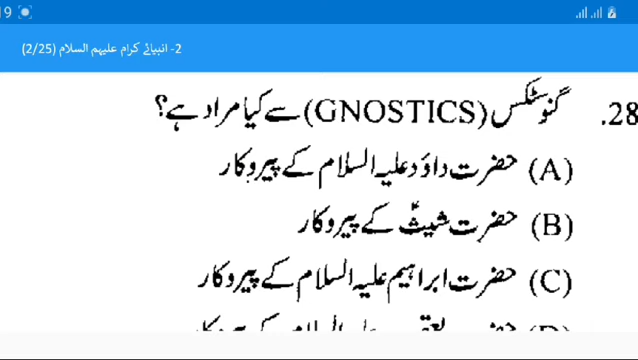 19
2- انبیائے کرام علیہم السلام (2/25)
28. گنوسٹکس (GNOSTICS) سے کیا مراد ہے؟
(A) حضرت داؤد علیہ السلام کے پیروکار
(B) حضرت شیثؑ کے پیروکار
(C) حضرت ابراہیم علیہ السلام کے پیروکار